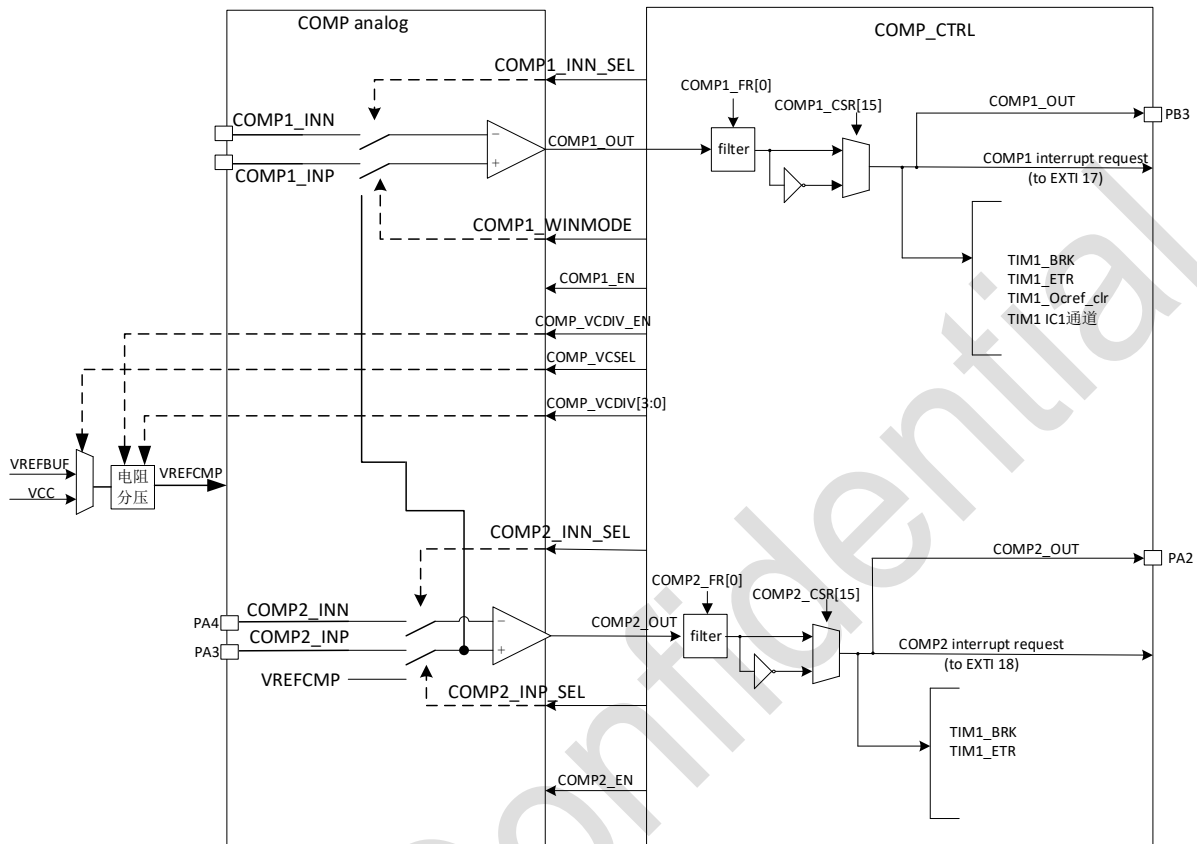 COMP analog
COMP_CTRL
COMP1_INN_SEL
COMP1_FR[0]
COMP1_CSR[15]
COMP1_OUT
PB3
COMP1_INN
COMP1_INP
COMP1_OUT
filter
COMP1 interrupt request
(to EXTI 17)
COMP1_WINMODE
COMP1_EN
TIM1_BRK
TIM1_ETR
TIM1_Ocref_clr
TIM1 IC1通道
COMP_VCDIV_EN
COMP_VCSEL
COMP_VCDIV[3:0]
VREFBUF
VCC
电阻
分压
VREFCMP
COMP2_INN_SEL
COMP2_FR[0]
COMP2_CSR[15]
COMP2_OUT
PA2
PA4
COMP2_INN
PA3
COMP2_INP
VREFCMP
COMP2_INP_SEL
COMP2_OUT
filter
COMP2 interrupt request
(to EXTI 18)
TIM1_BRK
TIM1_ETR
COMP2_EN
Confidential